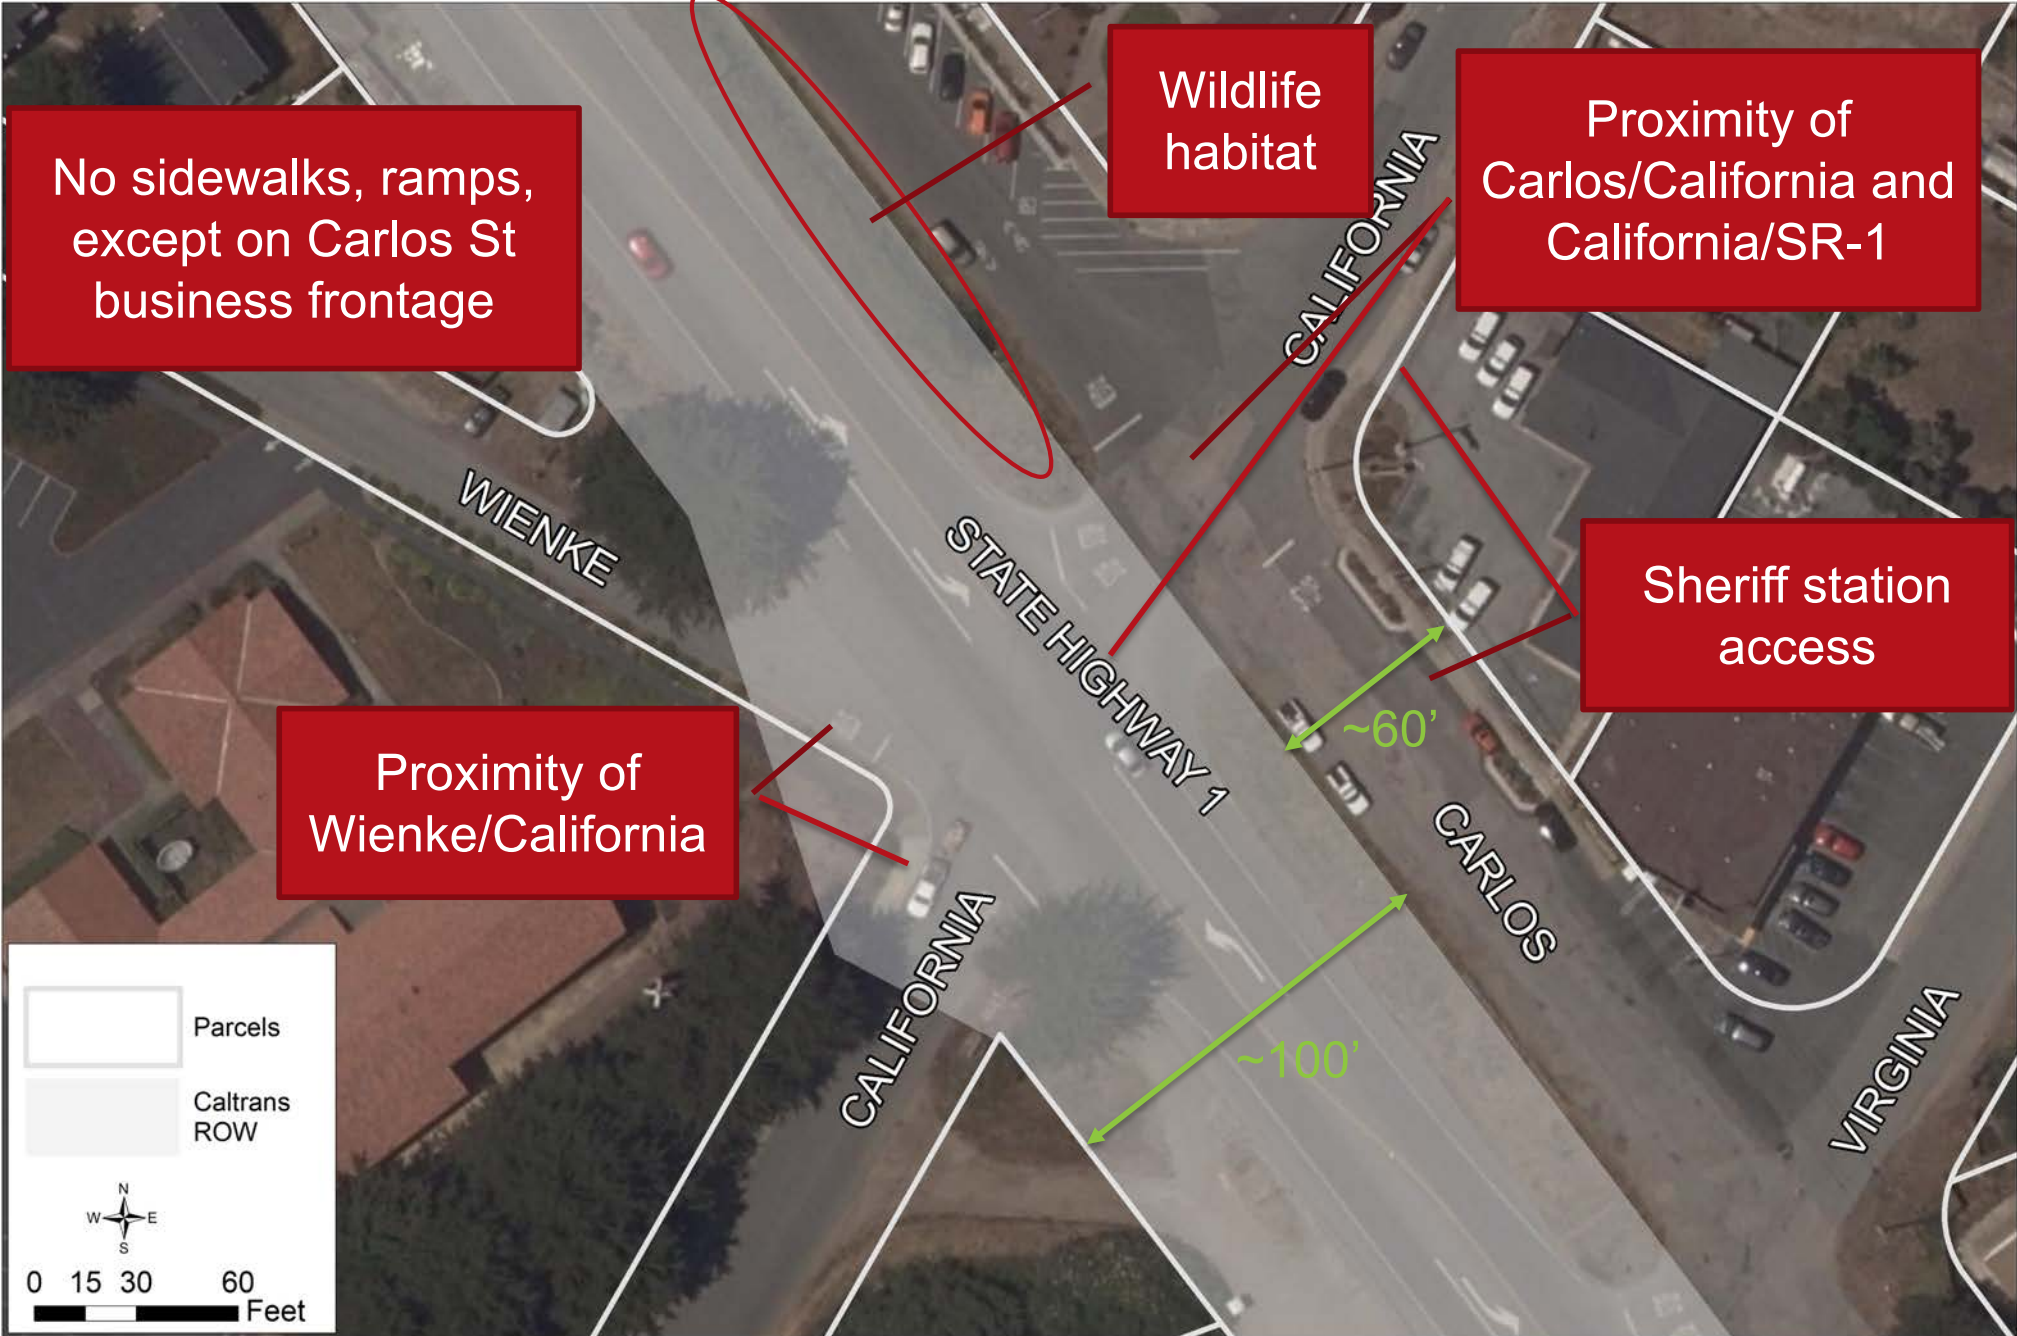 No sidewalks, ramps,
except on Carlos St
business frontage
Wildlife
habitat
Proximity of
Carlos/California and
California/SR-1
CALIFORNIA
WIENKE
STATE HIGHWAY 1
Sheriff station
access
~60’
Proximity of
Wienke/California
CARLOS
CALIFORNIA
~100’
VIRGINIA
Parcels
Caltrans
ROW
N
W E
S
0 15 30 60
Feet